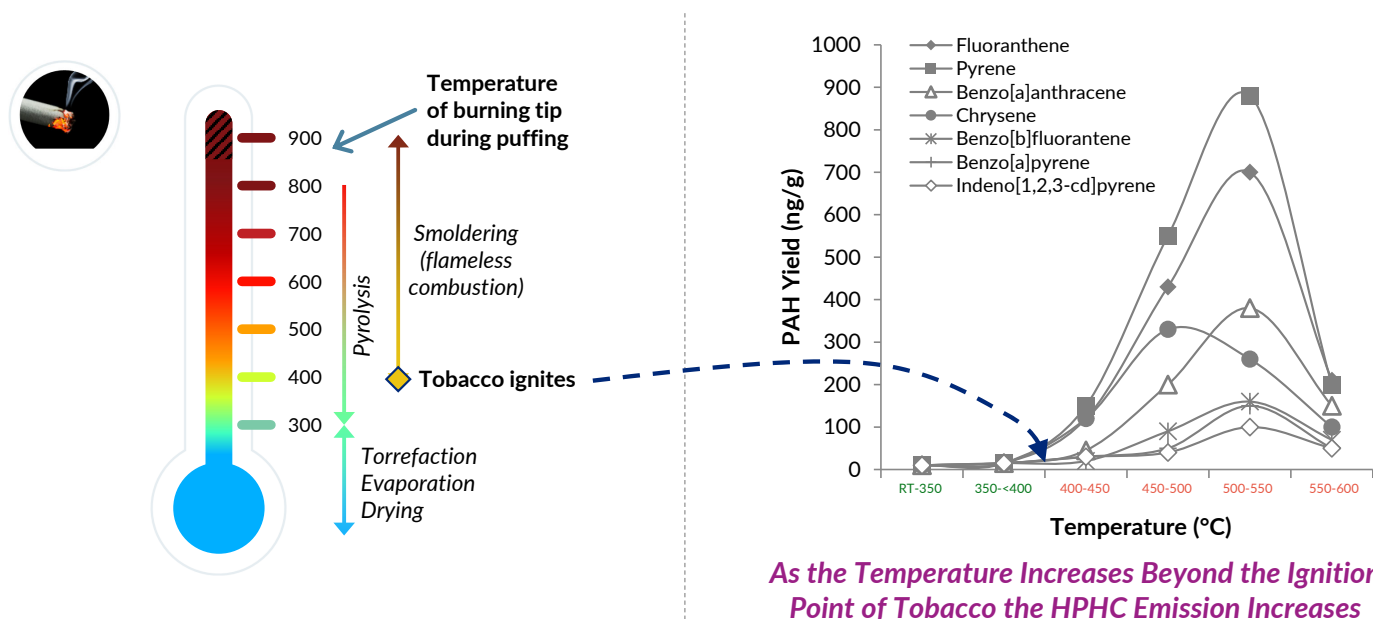 Temperature
of burning tip
during puffing
900
800
700
600
500
400
300
Pyrolysis
Smoldering
(flameless
combustion)
Tobacco ignites
Torrefaction
Evaporation
Drying
PAH Yield (ng/g)
1000
900
800
700
600
500
400
300
200
100
0
Fluoranthene
Pyrene
Benzo[a]anthracene
Chrysene
Benzo[b]fluorantene
Benzo[a]pyrene
Indeno[1,2,3-cd]pyrene
RT-350 350-<400 400-450 450-500 500-550 550-600
Temperature (°C)
As the Temperature Increases Beyond the Ignition
Point of Tobacco the HPHC Emission Increases